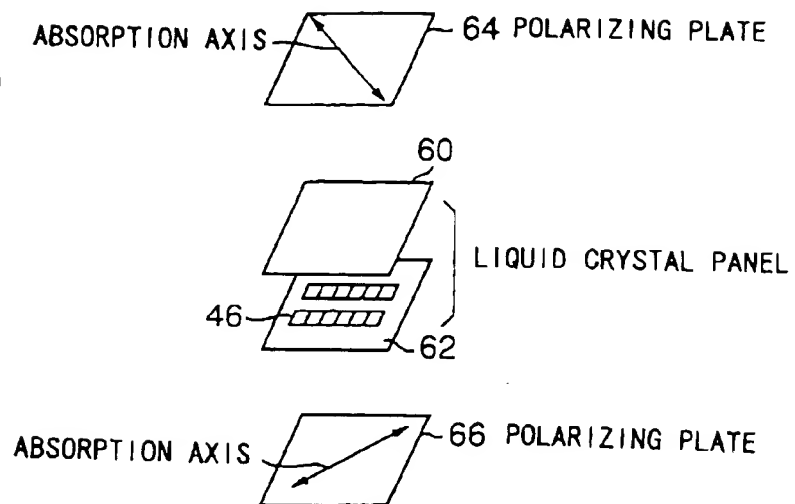 ABSORPTION AXIS
64 POLARIZING PLATE
60
LIQUID CRYSTAL PANEL
46
62
ABSORPTION AXIS
66 POLARIZING PLATE